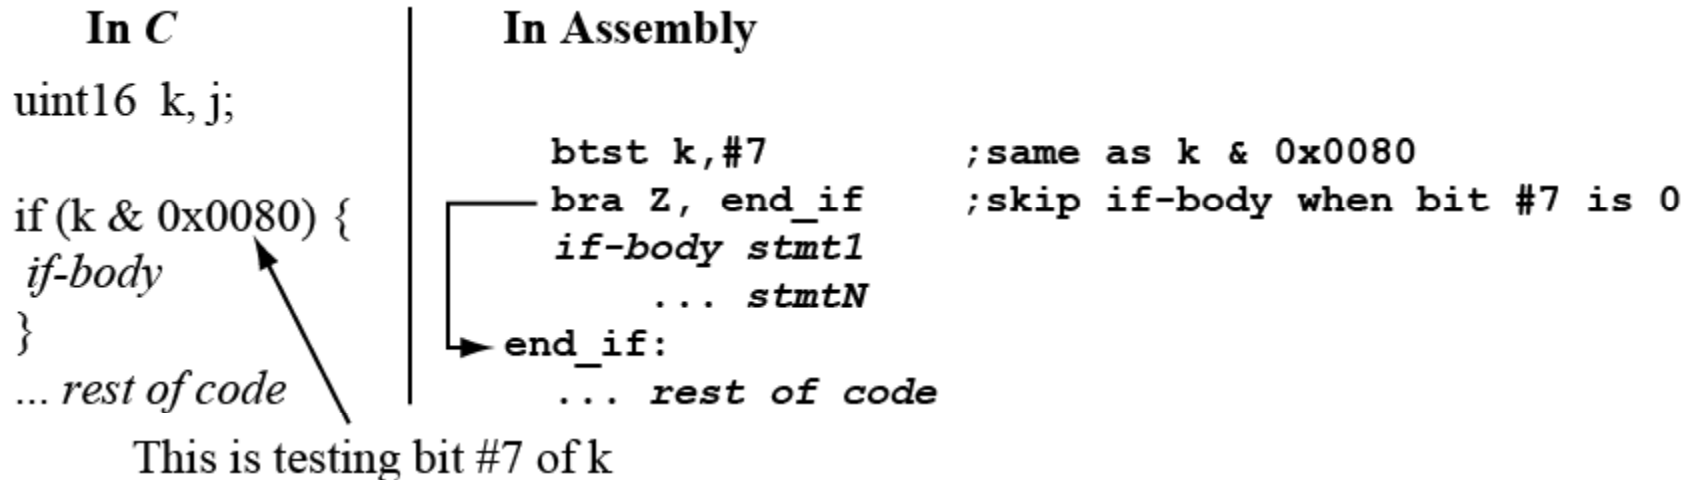 In C
uint16 k, j;
if (k & 0x0080) {
if-body
}
... rest of code
This is testing bit #7 of k
In Assembly
btst k,#7 ;same as k & 0x0080
bra Z, end_if ;skip if-body when bit #7 is 0
if-body stmt1
... stmtN
end_if:
... rest of code